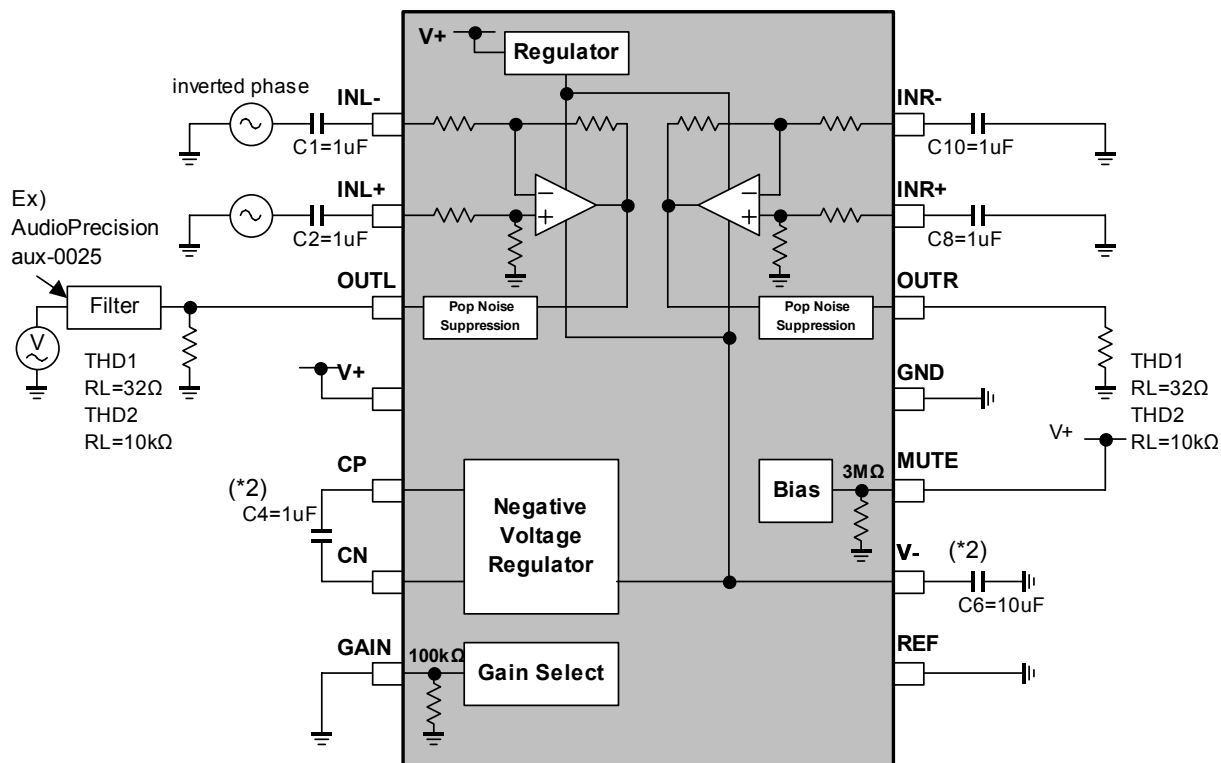 V+
Regulator
inverted phase
INL-
C1=1uF
INR-
C10=1uF
Ex)
AudioPrecision
aux-0025
INL+
C2=1uF
−
+
−
+
INR+
C8=1uF
OUTL
Filter
V
Pop Noise
Suppression
Pop Noise
Suppression
OUTR
THD1
RL=32Ω
THD2
RL=10kΩ
V+
GND
THD1
RL=32Ω
THD2
RL=10kΩ
V+
CP
(*2)
C4=1uF
CN
Negative
Voltage
Regulator
Bias
3MΩ
MUTE
V-
(*2)
C6=10uF
GAIN
100kΩ
Gain Select
REF